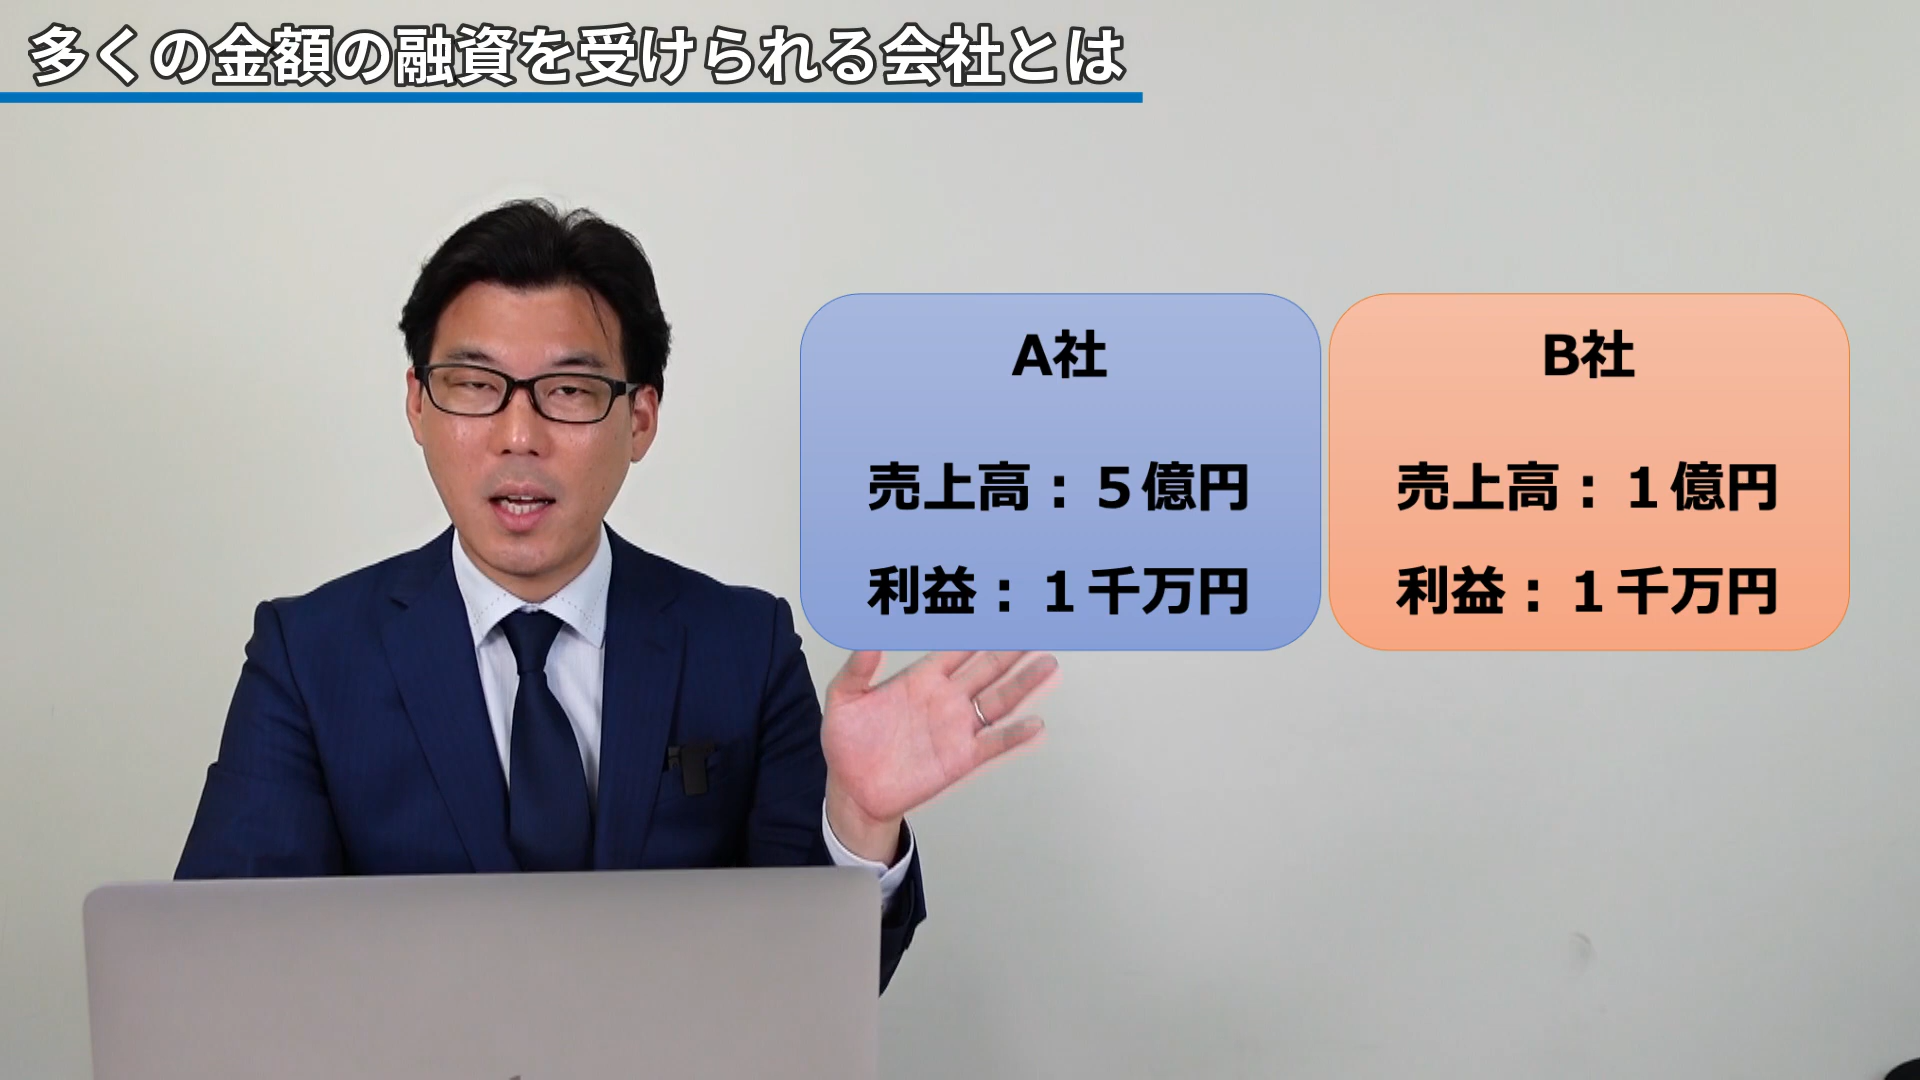 多くの金額の融資を受けられる会社とは
A社
売上高：５億円
利益：１千万円
B社
売上高：１億円
利益：１千万円